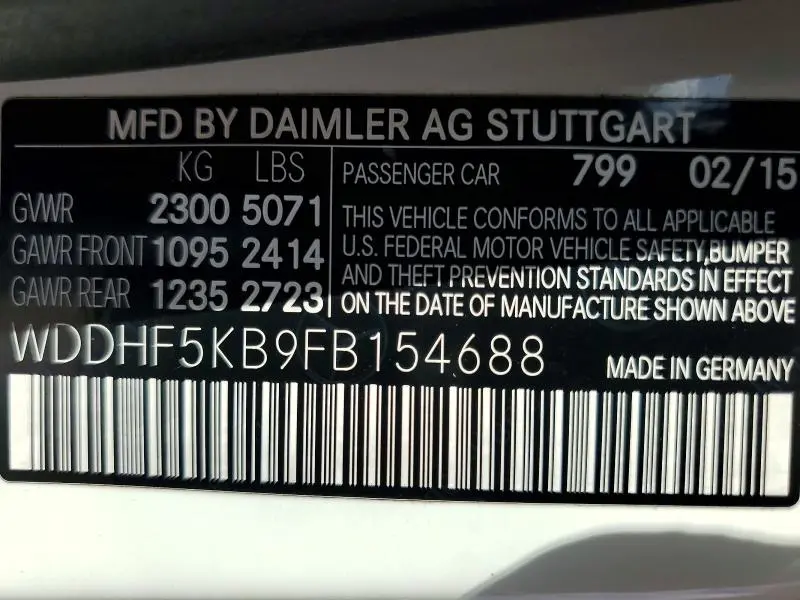 MFD BY DAIMLER AG STUTTGART
KG LBS
GVWR 2300 5071
GAWR FRONT 1095 2414
GAWR REAR 1235 2723
PASSENGER CAR 799 02/15
THIS VEHICLE CONFORMS TO ALL APPLICABLE
U.S. FEDERAL MOTOR VEHICLE SAFETY,BUMPER
AND THEFT PREVENTION STANDARDS IN EFFECT
ON THE DATE OF MANUFACTURE SHOWN ABOVE
WDDHF5KB9FB154688 MADE IN GERMANY